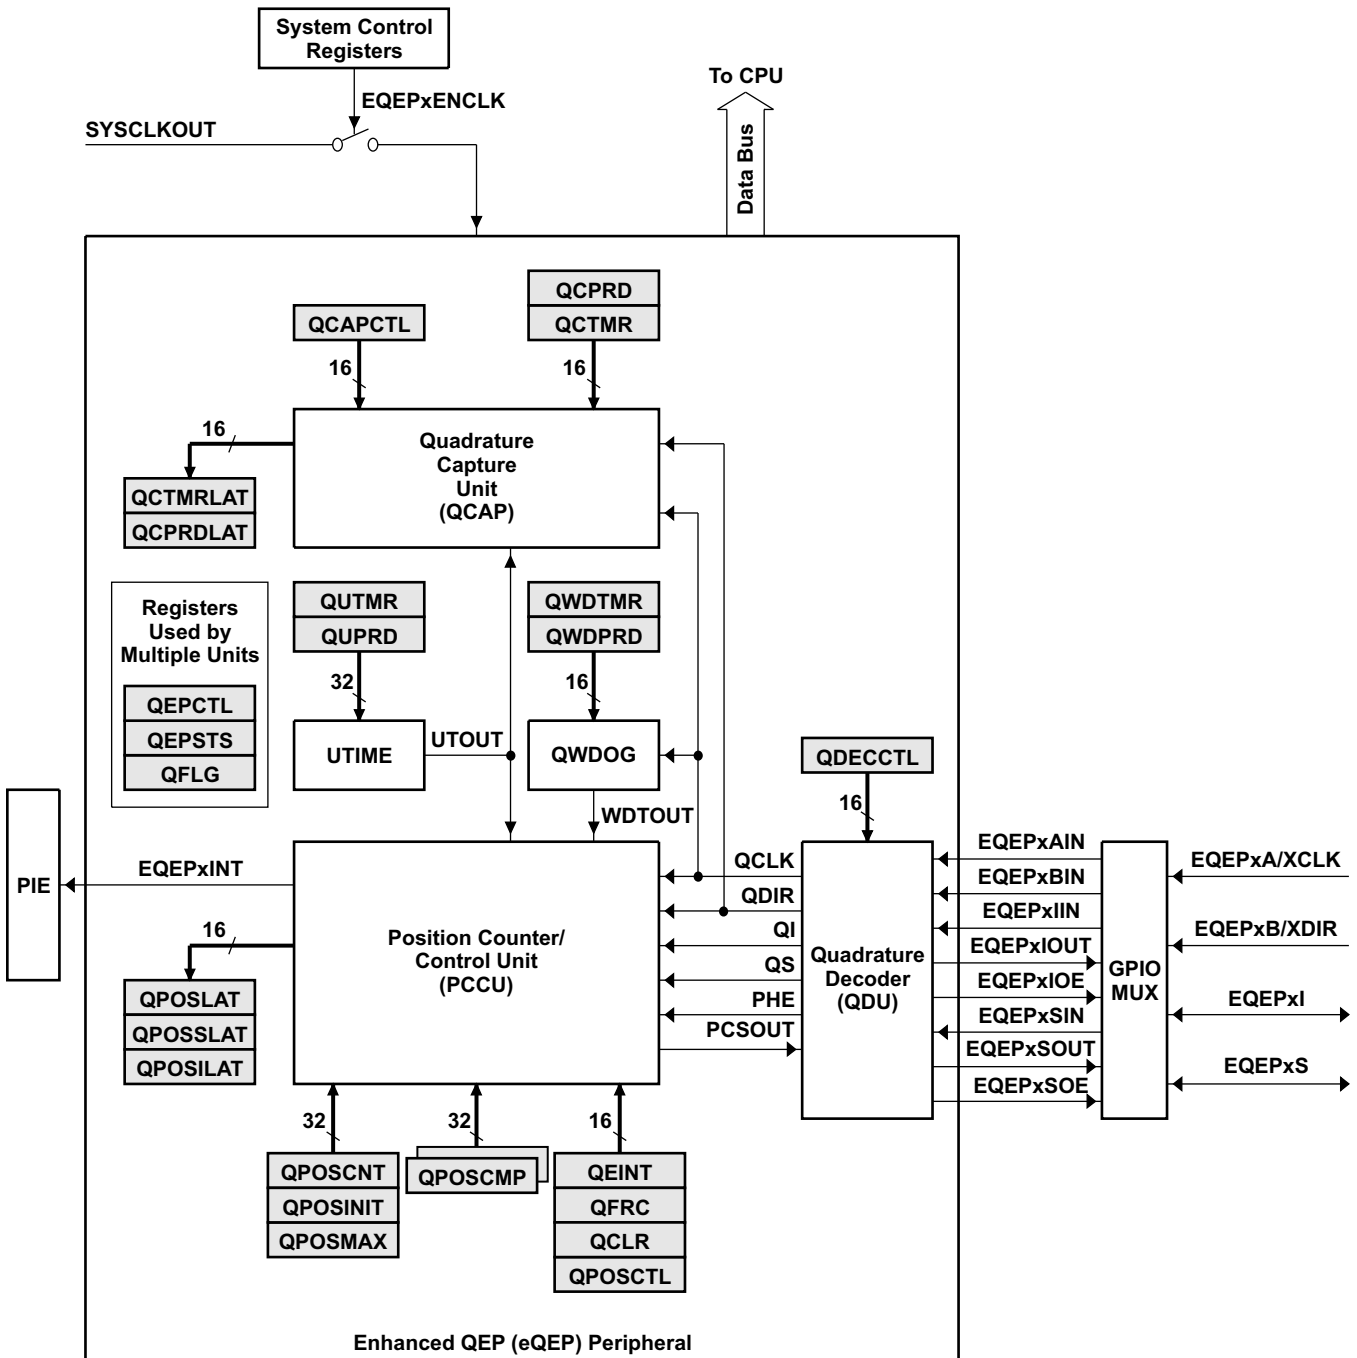 System Control
Registers
To CPU
EQEPxENCLK
SYSCLKOUT
Data Bus
QCPRD
QCAPCTL
QCTMR
16
16
16
Quadrature
Capture
Unit
(QCAP)
QCTMRLAT
QCPRDLAT
Registers
Used by
Multiple Units
QEPCTL
QEPSTS
QFLG
QUTMR
QUPRD
QWDTMR
QWDPRD
32
16
UTIME
UTOUT
QWDOG
WDTOUT
QDECCTL
16
PIE
EQEPxINT
16
Position Counter/
Control Unit
(PCCU)
QPOSLAT
QPOSSLAT
QPOSILAT
QCLK
QDIR
QI
QS
PHE
PCSOUT
Quadrature
Decoder
(QDU)
EQEPxAIN
EQEPxBIN
EQEPxIIN
EQEPxIOUT
EQEPxIOE
EQEPxSIN
EQEPxSOUT
EQEPxSOE
GPIO
MUX
EQEPxA/XCLK
EQEPxB/XDIR
EQEPxI
EQEPxS
32
32
16
QPOSCNT
QPOSINIT
QPOSMAX
QPOSCMP
QEINT
QFRC
QCLR
QPOSCTL
Enhanced QEP (eQEP) Peripheral